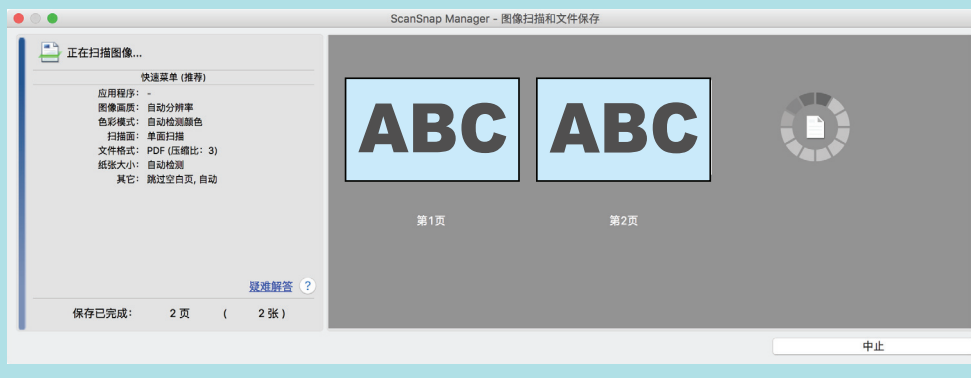 ScanSnap Manager - 图像扫描和文件保存
正在扫描图像...
快速菜单 (推荐)
应用程序: -
图像画质: 自动分辨率
色彩模式: 自动检测颜色
扫描面: 单面扫描
文件格式: PDF (压缩比: 3)
纸张大小: 自动检测
其它: 跳过空白页, 自动
疑难解答 ?
保存已完成: 2 页 ( 2 张 )
ABC
ABC
第1页
第2页
中止